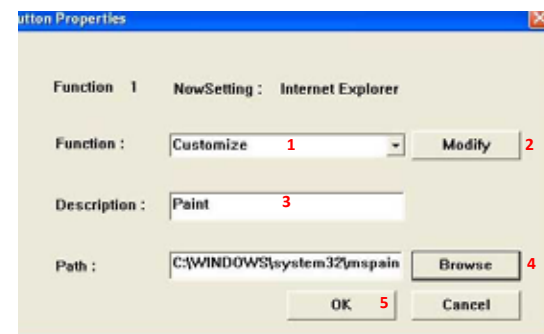 utton Properties
Function 1 NowSetting : Internet Explorer
Function : Customize 1 Modify 2
Description : Paint 3
Path : C:\WINDOWS\system32\mspain Browse 4
OK 5 Cancel